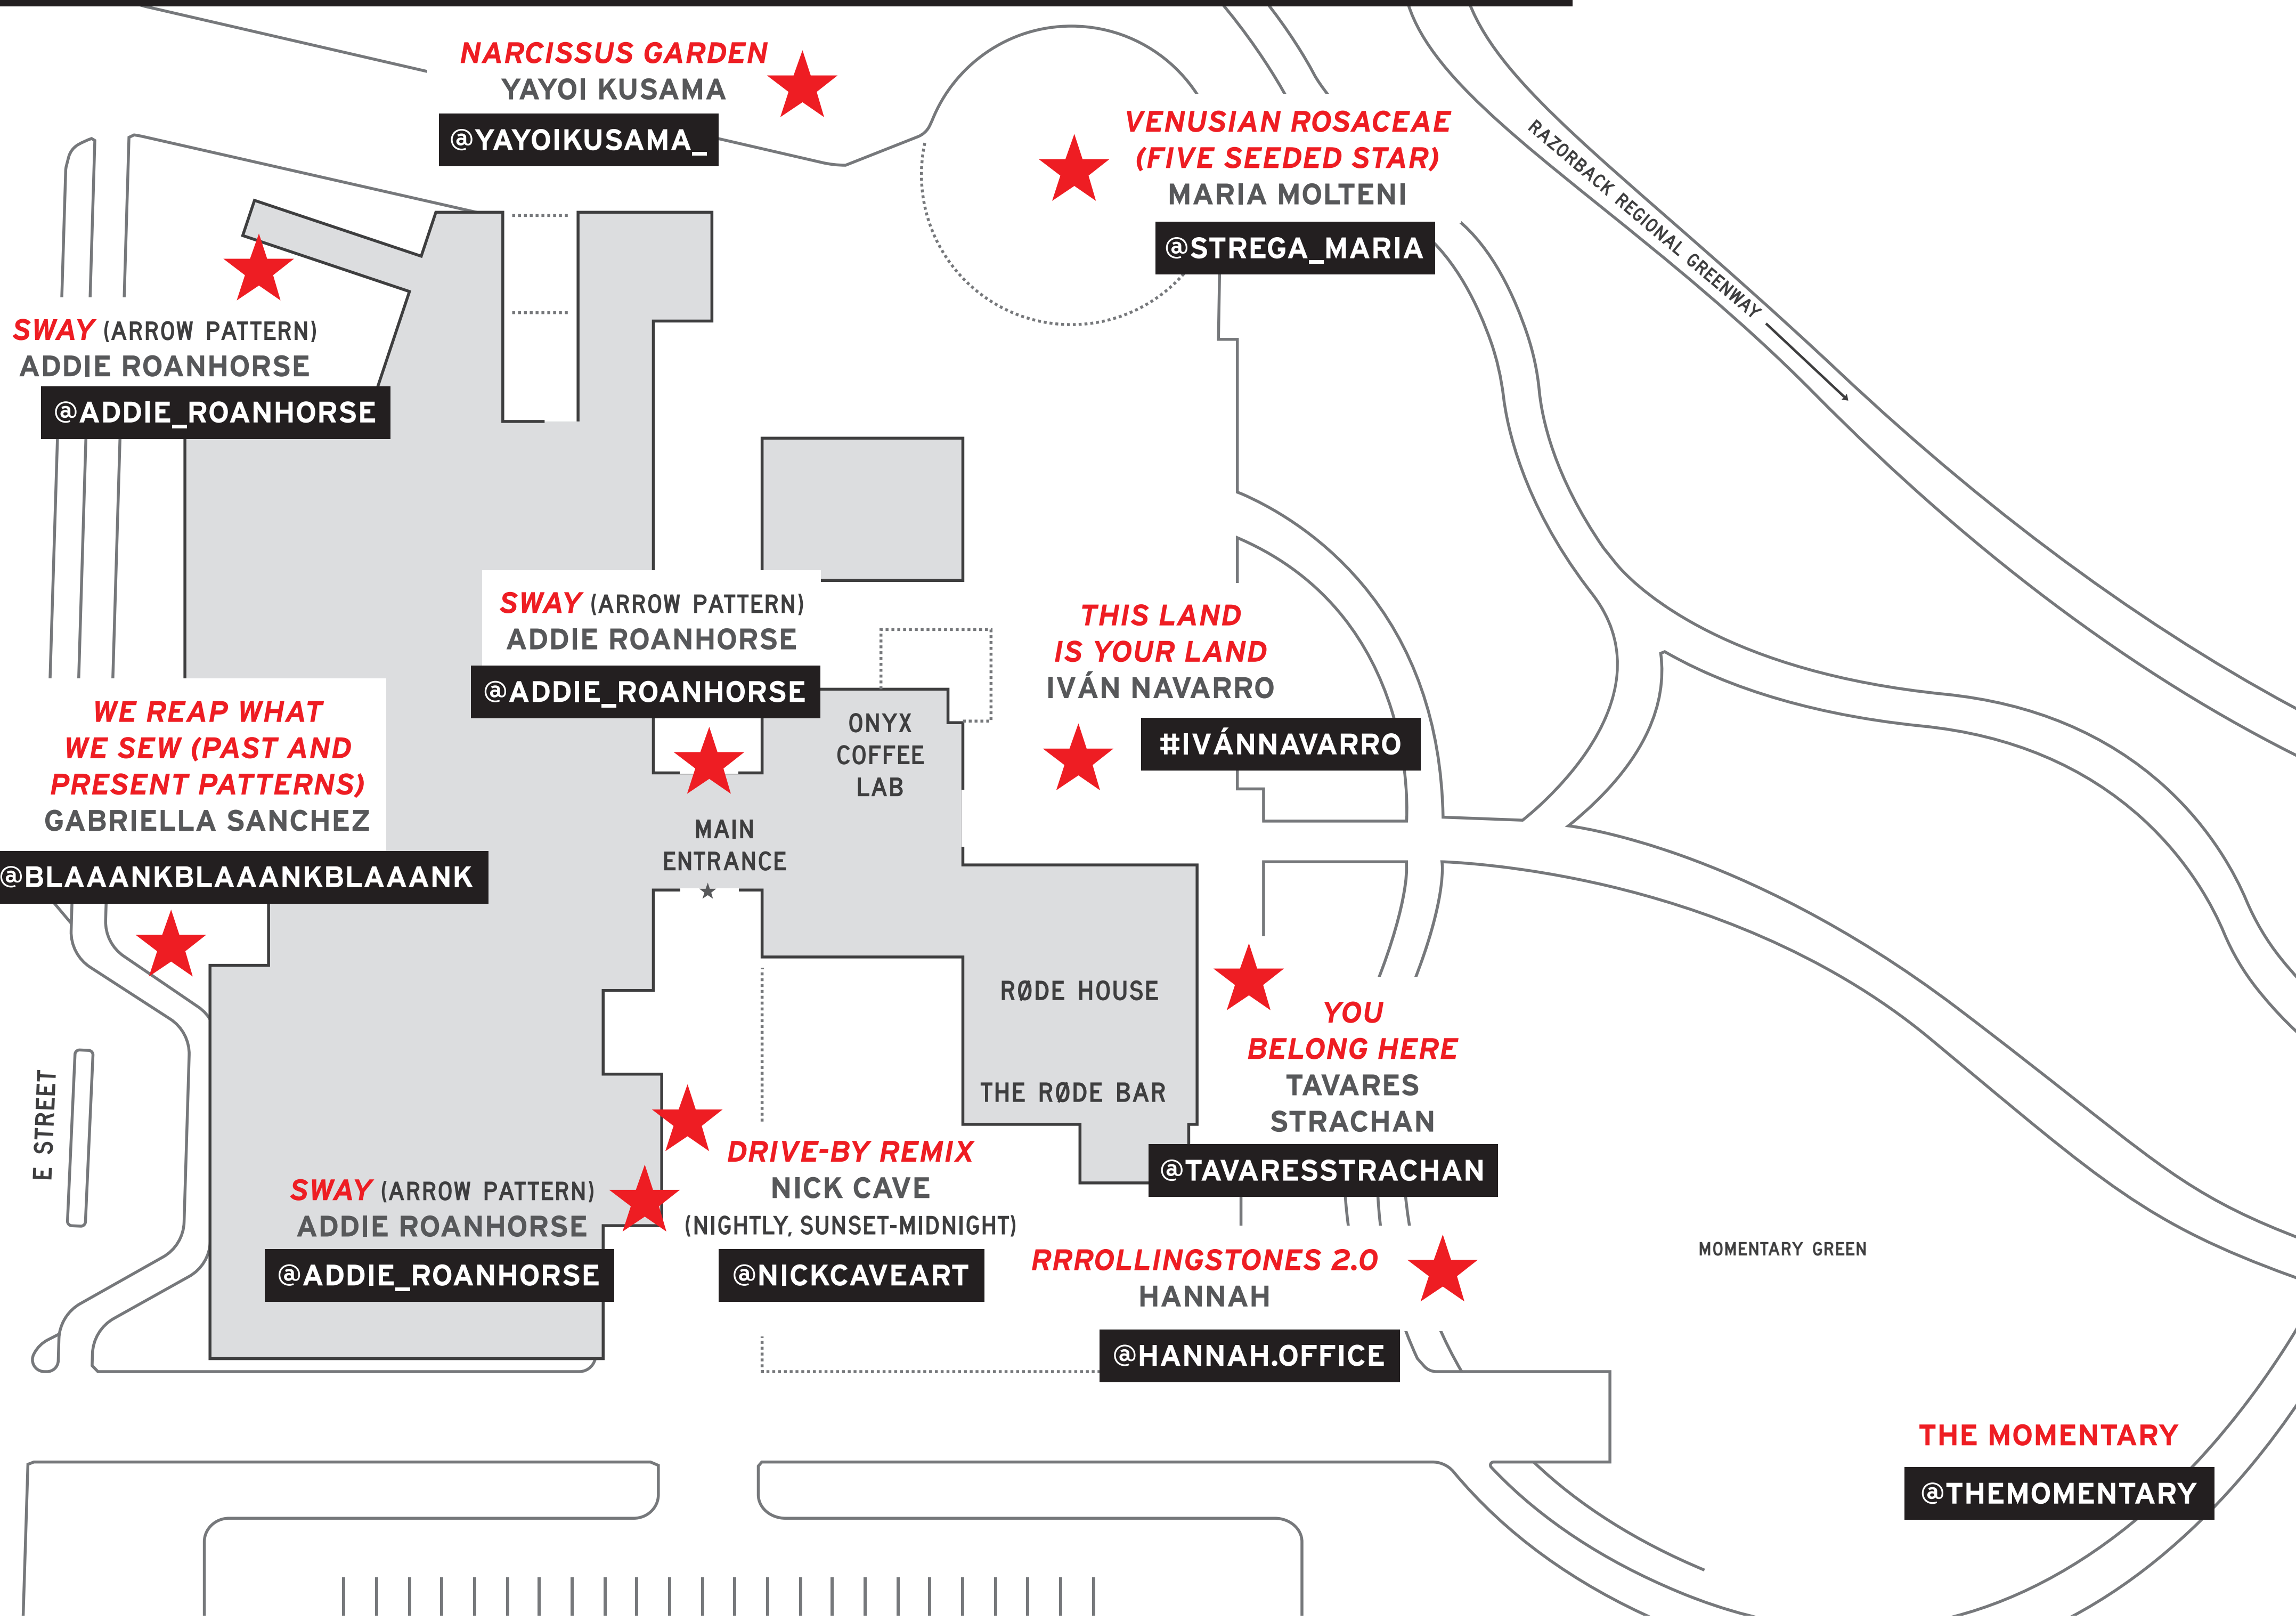 NARCISSUS GARDEN
YAYOI KUSAMA
@YAYOIKUSAMA_
VENUSIAN ROSACEAE
(FIVE SEEDED STAR)
MARIA MOLTENI
@STREGA_MARIA
RAZORBACK REGIONAL GREENWAY
SWAY (ARROW PATTERN)
ADDIE ROANHORSE
@ADDIE_ROANHORSE
SWAY (ARROW PATTERN)
ADDIE ROANHORSE
@ADDIE_ROANHORSE
THIS LAND
IS YOUR LAND
IVÁN NAVARRO
#IVÁNNAVARRO
WE REAP WHAT
WE SEW (PAST AND
PRESENT PATTERNS)
GABRIELLA SANCHEZ
@BLAAANKBLAAANKBLAAANK
ONYX
COFFEE
LAB
MAIN
ENTRANCE
RØDE HOUSE
THE RØDE BAR
YOU
BELONG HERE
TAVARES
STRACHAN
@TAVARESSTRACHAN
E STREET
DRIVE-BY REMIX
NICK CAVE
(NIGHTLY, SUNSET-MIDNIGHT)
@NICKCAVEART
SWAY (ARROW PATTERN)
ADDIE ROANHORSE
@ADDIE_ROANHORSE
RRROLLINGSTONES 2.0
HANNAH
@HANNAH.OFFICE
MOMENTARY GREEN
THE MOMENTARY
@THEMOMENTARY